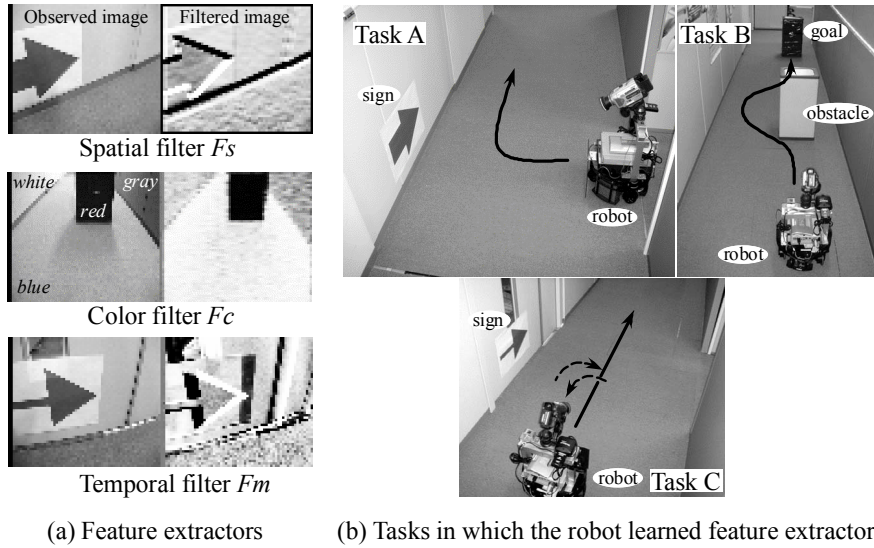 Observed image Filtered image
Spatial filter Fs
white gray
red
blue
Color filter Fc
Temporal filter Fm
(a) Feature extractors
Task A
sign
robot
Task B
goal
obstacle
robot
sign
robot
Task C
(b) Tasks in which the robot learned feature extractor